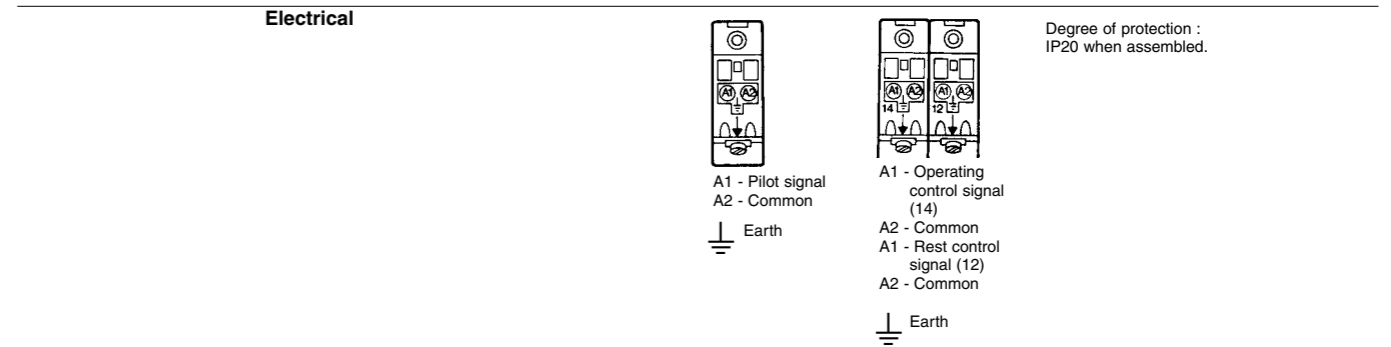 Electrical
A1 A2
A1 A2 A1 A2
14 12
Degree of protection :
IP20 when assembled.
A1 - Pilot signal
A2 - Common
Earth
A1 - Operating
control signal
(14)
A2 - Common
A1 - Rest control
signal (12)
A2 - Common
Earth